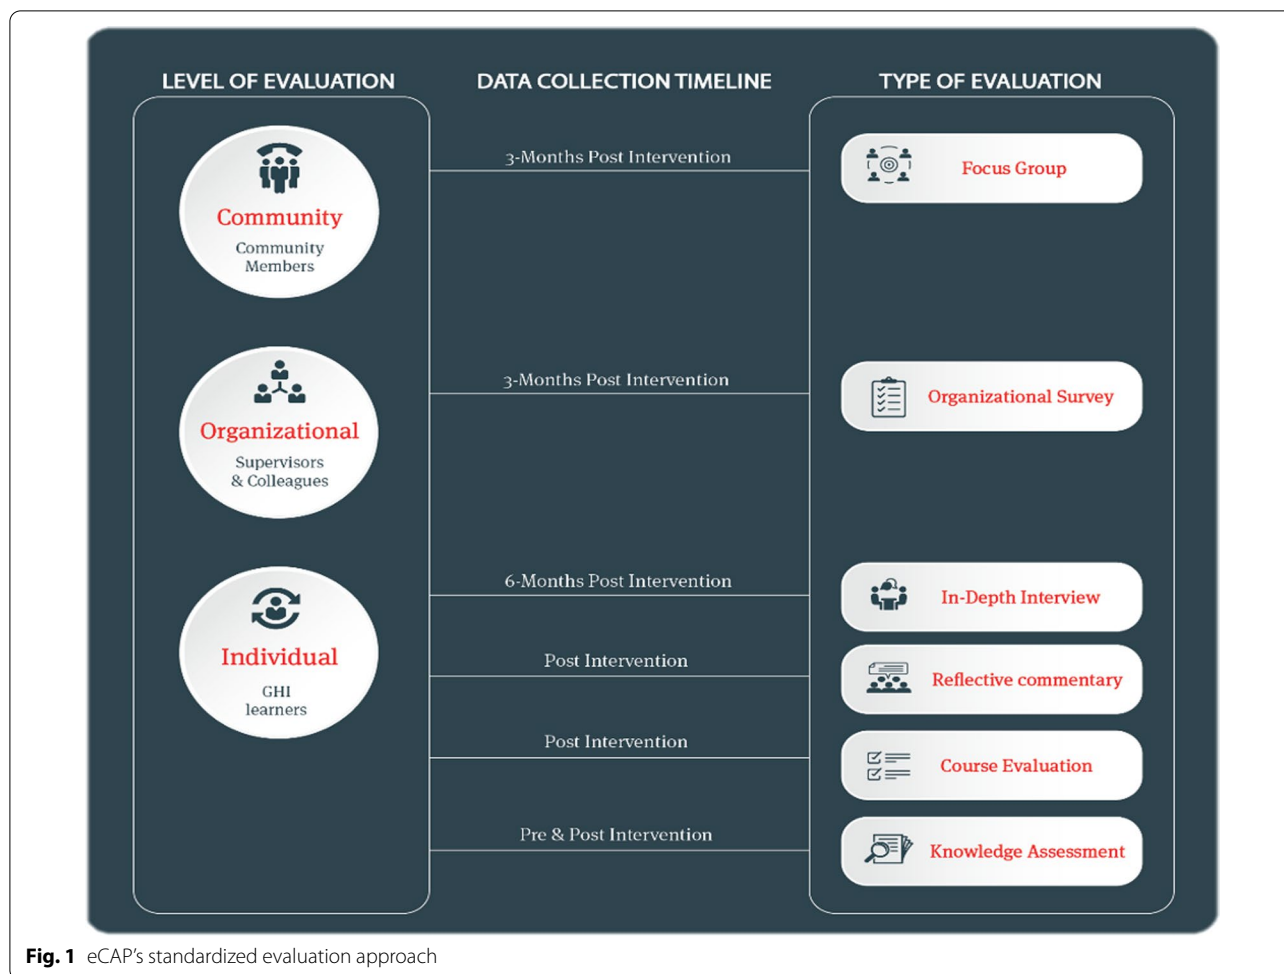 LEVEL OF EVALUATION
DATA COLLECTION TIMELINE
TYPE OF EVALUATION
Community
Community
Members
3-Months Post Intervention
Focus Group
Organizational
Supervisors
& Colleagues
3-Months Post Intervention
Organizational Survey
Individual
GHI
learners
6-Months Post Intervention
In-Depth Interview
Post Intervention
Reflective commentary
Post Intervention
Course Evaluation
Pre & Post Intervention
Knowledge Assessment
Fig. 1 eCAP’s standardized evaluation approach